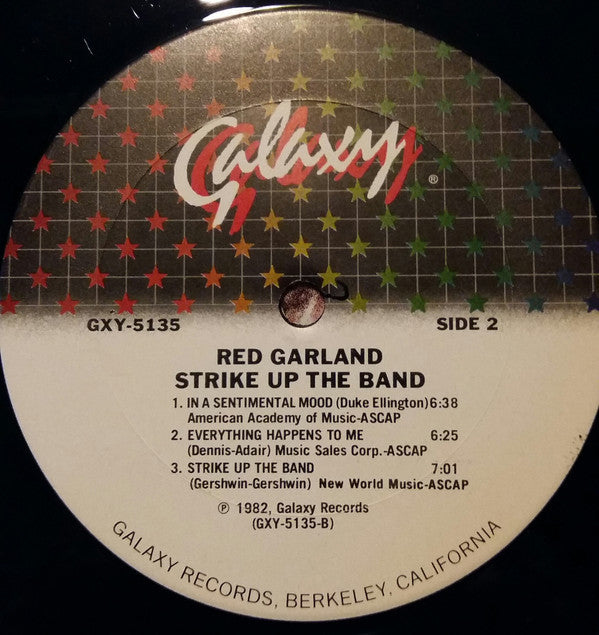 Galaxy®
GXY-5135 SIDE 2
RED GARLAND
STRIKE UP THE BAND
1. IN A SENTIMENTAL MOOD (Duke Ellington) 6:38
American Academy of Music-ASCAP
2. EVERYTHING HAPPENS TO ME 6:25
(Dennis-Adair) Music Sales Corp.-ASCAP
3. STRIKE UP THE BAND 7:01
(Gershwin-Gershwin) New World Music-ASCAP
℗ 1982, Galaxy Records
(GXY-5135-B)
GALAXY RECORDS, BERKELEY, CALIFORNIA